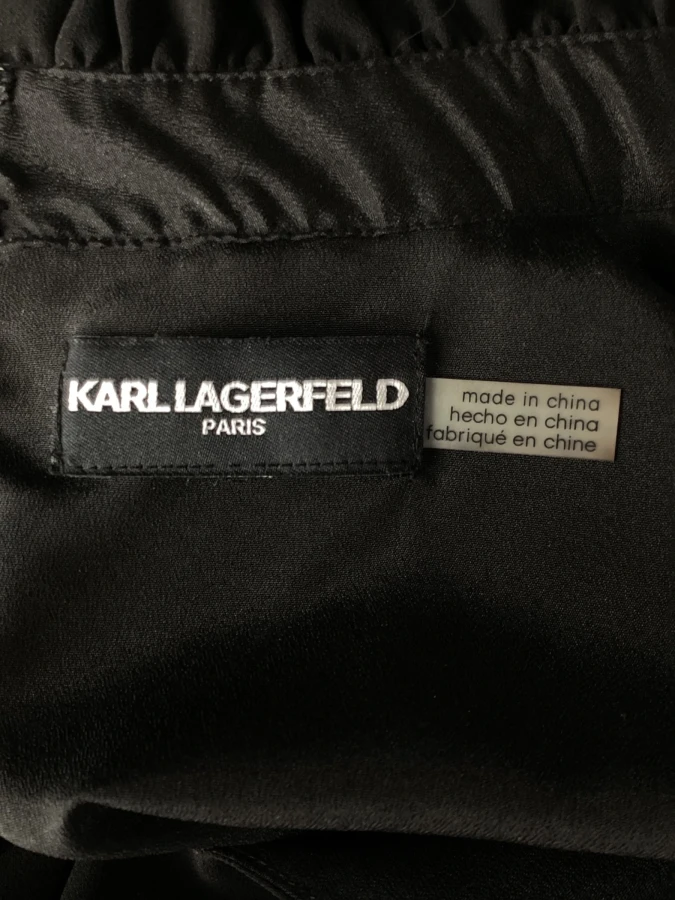 KARL LAGERFELD
PARIS
made in china
hecho en china
fabriqué en chine